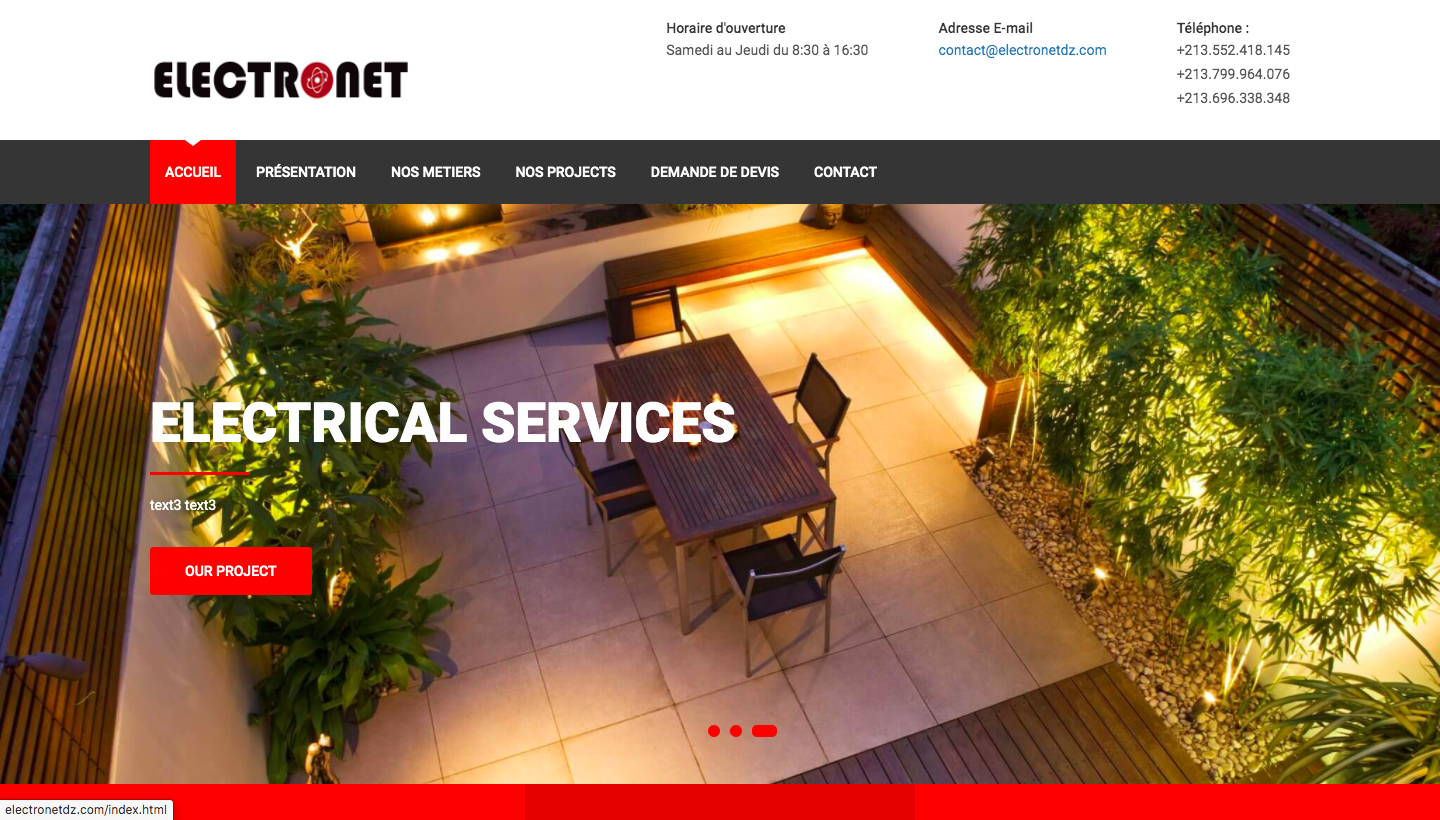 ELECTRONET
Horaire d'ouverture
Samedi au Jeudi du 8:30 à 16:30
Adresse E-mail
contact@electronetdz.com
Téléphone :
+213.552.418.145
+213.799.964.076
+213.696.338.348
ACCUEIL PRÉSENTATION NOS METIERS NOS PROJECTS DEMANDE DE DEVIS CONTACT
ELECTRICAL SERVICES
text3 text3
OUR PROJECT
electronetdz.com/index.html